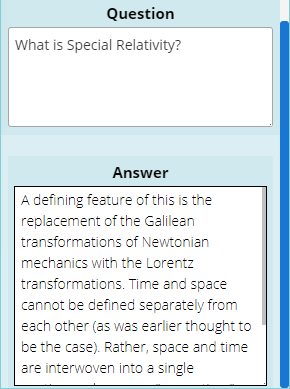 Question
What is Special Relativity?
Answer
A defining feature of this is the
replacement of the Galilean
transformations of Newtonian
mechanics with the Lorentz
transformations. Time and space
cannot be defined separately from
each other (as was earlier thought to
be the case). Rather, space and time
are interwoven into a single